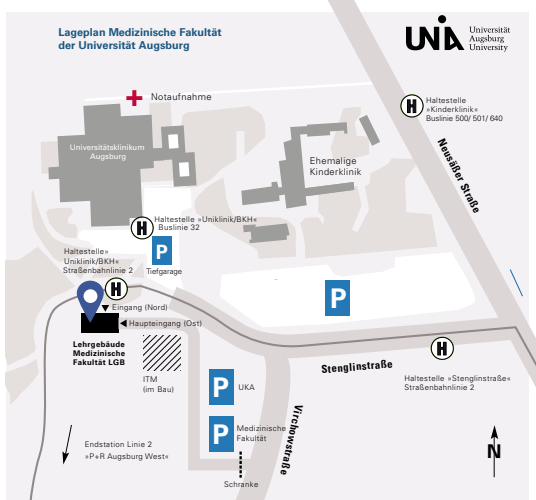 Lageplan Medizinische Fakultät
der Universität Augsburg
UNIA
Universität
Augsburg
University
Notaufnahme
H
Haltestelle
»Kinderklinik«
Buslinie 500/ 501/ 640
Neusäßer Straße
Universitätsklinikum
Augsburg
Ehemalige
Kinderklinik
H
Haltestelle »Uniklinik/BKH«
Buslinie 32
P
Tiefgarage
Haltestelle»
Uniklinik/BKH«
Straßenbahnlinie 2
H
Eingang (Nord)
Haupteingang (Ost)
P
Lehrgebäude
Medizinische
Fakultät LGB
ITM
(im Bau)
Stenglinstraße
H
Haltestelle »Stenglinstraße«
Straßenbahnlinie 2
P
UKA
P
Medizinische
Fakultät
Virchowstraße
Endstation Linie 2
»P+R Augsburg West«
Schranke
N